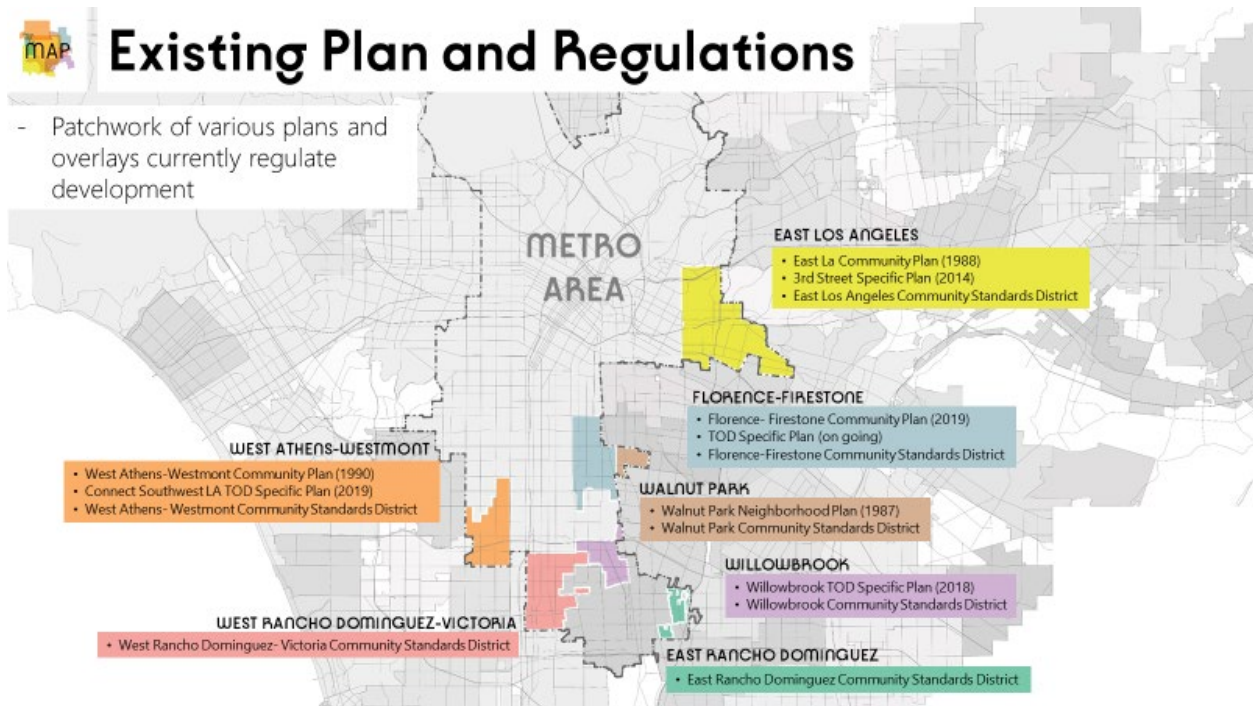 MAP
Existing Plan and Regulations
- Patchwork of various plans and
overlays currently regulate
development
METRO
AREA
EAST LOS ANGELES
• East La Community Plan (1988)
• 3rd Street Specific Plan (2014)
• East Los Angeles Community Standards District
FLORENCE-FIRESTONE
• Florence- Firestone Community Plan (2019)
• TOD Specific Plan (on going)
• Florence-Firestone Community Standards District
WEST ATHENS-WESTMONT
• West Athens-Westmont Community Plan (1990)
• Connect Southwest LA TOD Specific Plan (2019)
• West Athens- Westmont Community Standards District
WALNUT PARK
• Walnut Park Neighborhood Plan (1987)
• Walnut Park Community Standards District
WILLOWBROOK
• Willowbrook TOD Specific Plan (2018)
• Willowbrook Community Standards District
WEST RANCHO DOMINGUEZ-VICTORIA
• West Rancho Dominguez- Victoria Community Standards District
EAST RANCHO DOMINGUEZ
• East Rancho Dominguez Community Standards District